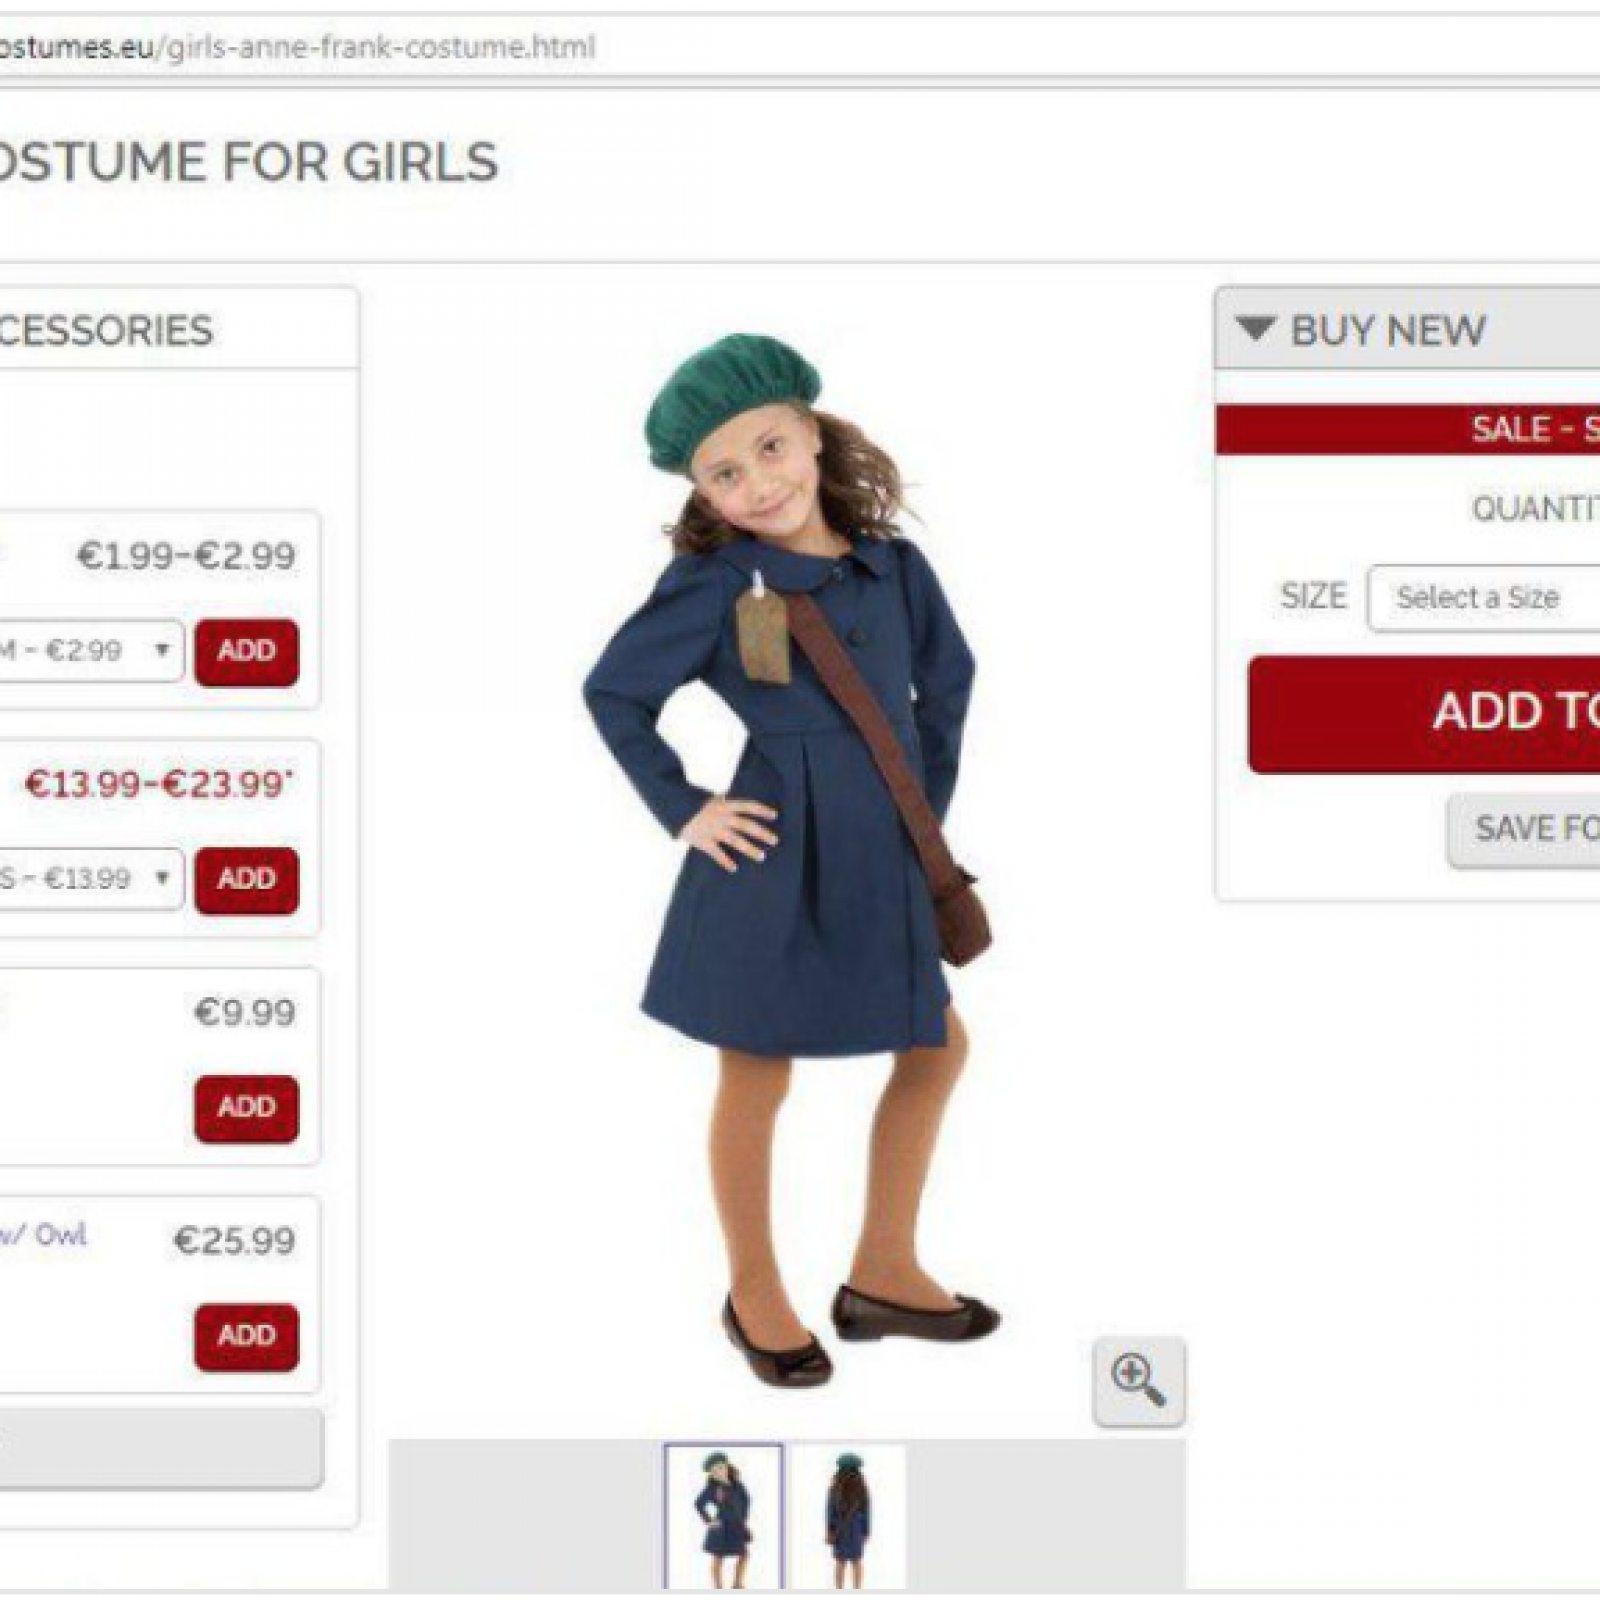 ostumes.eu/girls-anne-frank-costume.html
OSTUME FOR GIRLS
CESSORIES
€1.99-€2.99
M - €2.99 ▼ ADD
€13.99-€23.99*
S - €13.99 ▼ ADD
€9.99
ADD
w/ Owl €25.99
ADD
▼ BUY NEW
SALE - S
QUANTIT
SIZE Select a Size
ADD TO
SAVE FO